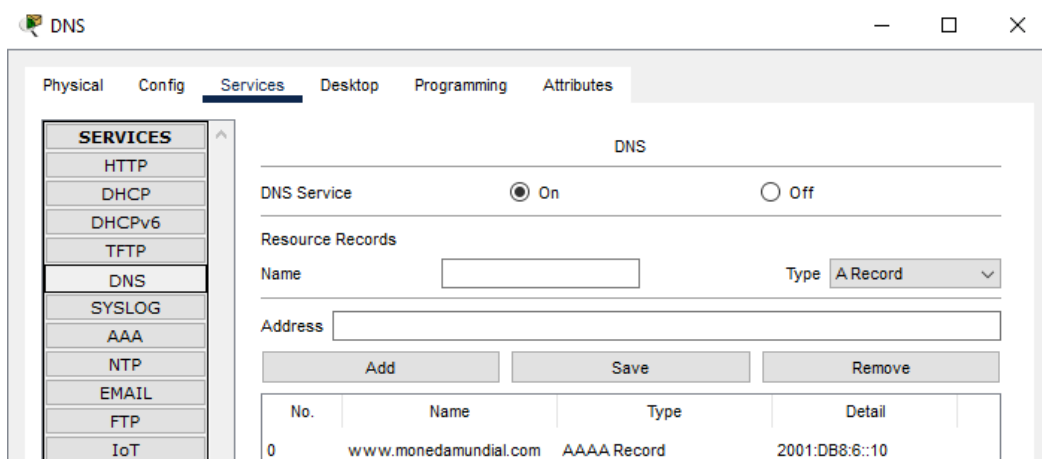 DNS
Physical Config Services Desktop Programming Attributes
SERVICES
HTTP
DHCP
DHCPv6
TFTP
DNS
SYSLOG
AAA
NTP
EMAIL
FTP
IoT
DNS
DNS Service On Off
Resource Records
Name Type A Record
Address
Add Save Remove
No. Name Type Detail
0 www.monedamundial.com AAAA Record 2001:DB8:6::10